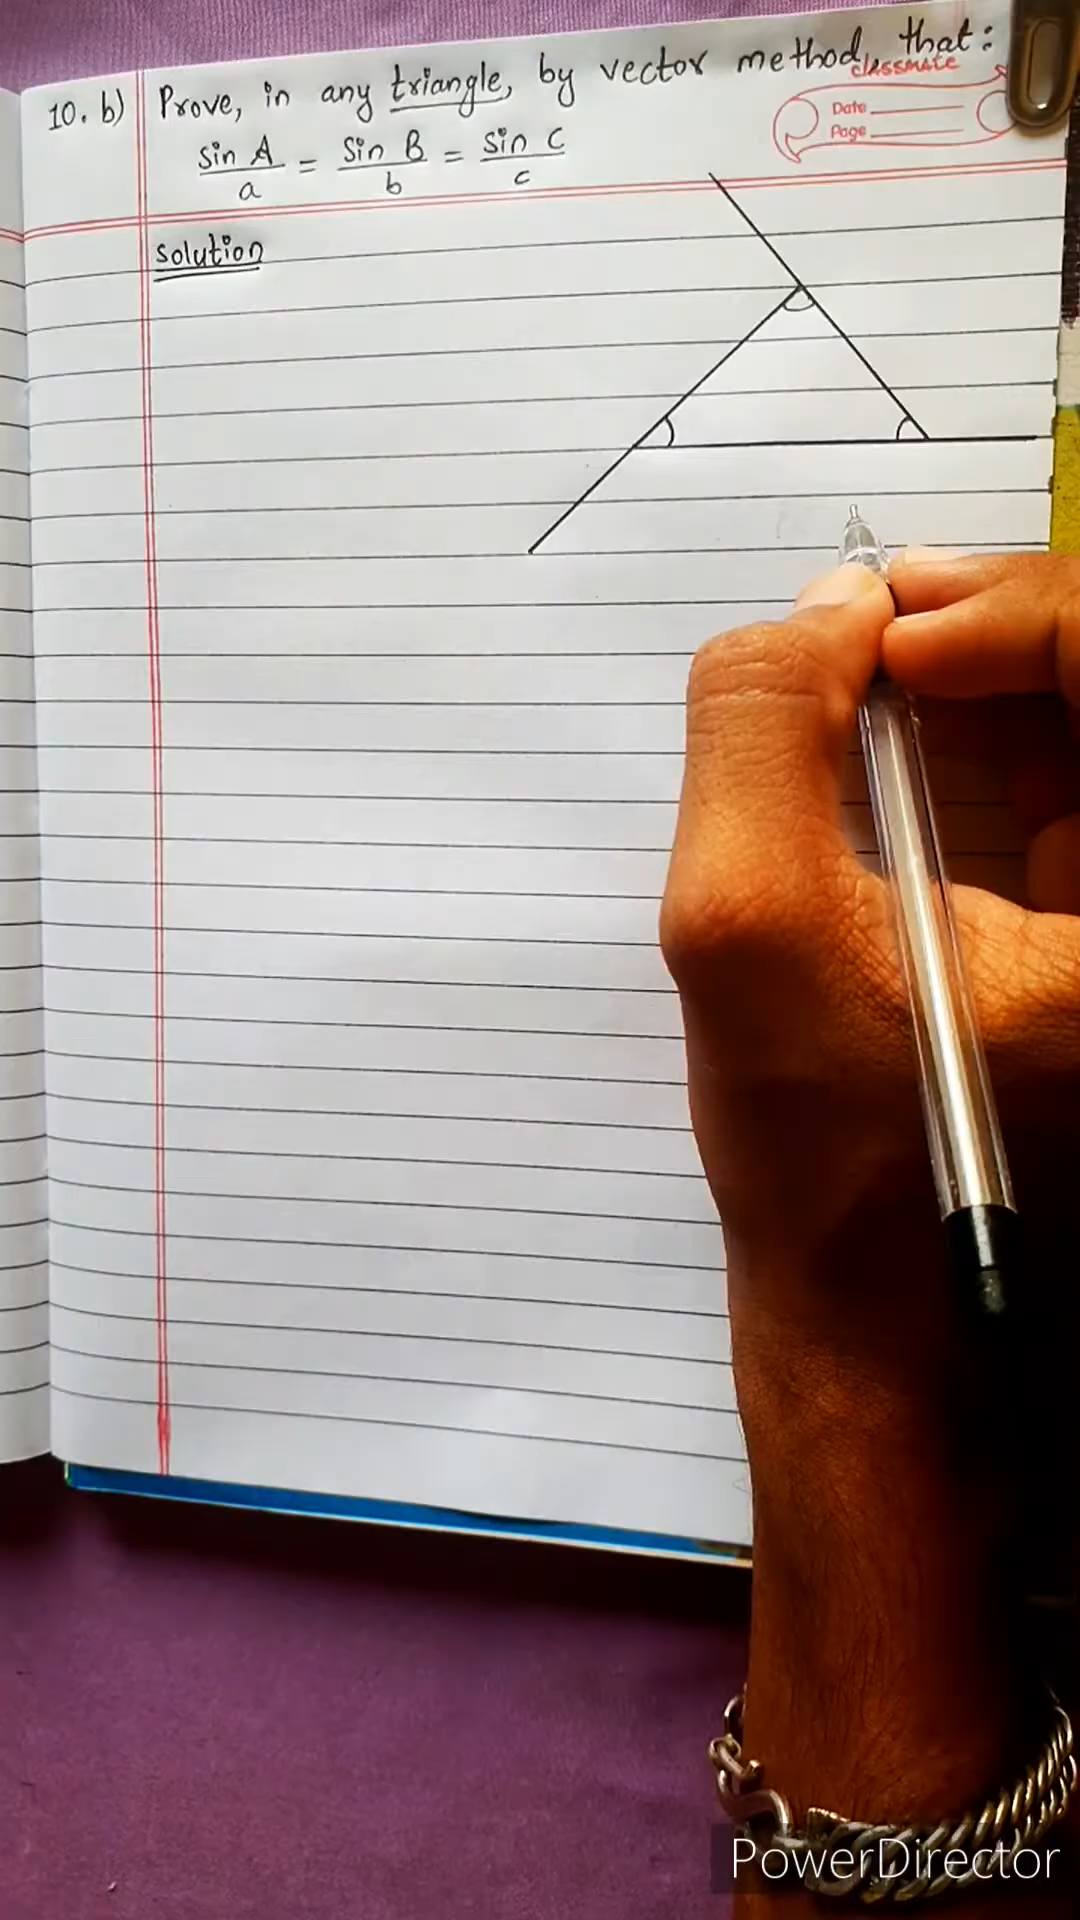 10. b) Prove, in any triangle, by vector method, that:
sin A / a = Sin B / b = Sin C / c
classmate
Date
Page
solution
PowerDirector